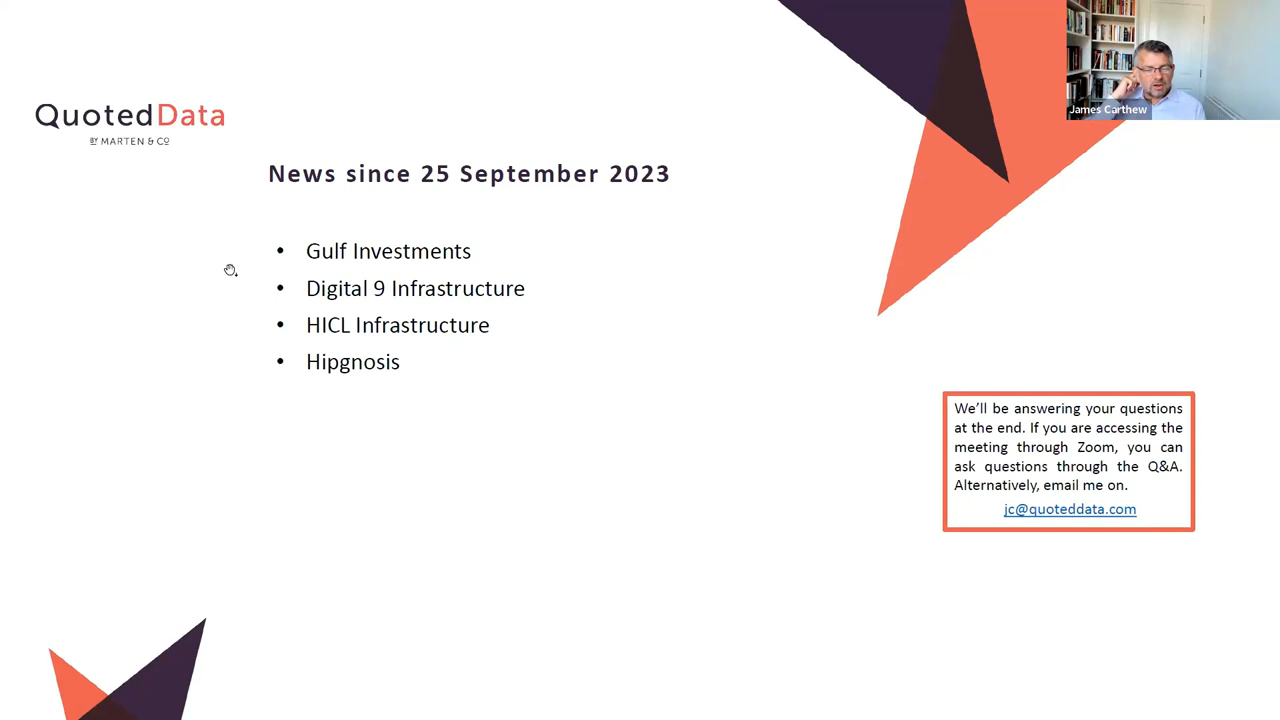 James Carthew
QuotedData
BY MARTEN & CO
News since 25 September 2023
• Gulf Investments
• Digital 9 Infrastructure
• HICL Infrastructure
• Hipgnosis
We'll be answering your questions
at the end. If you are accessing the
meeting through Zoom, you can
ask questions through the Q&A.
Alternatively, email me on.
jc@quoteddata.com